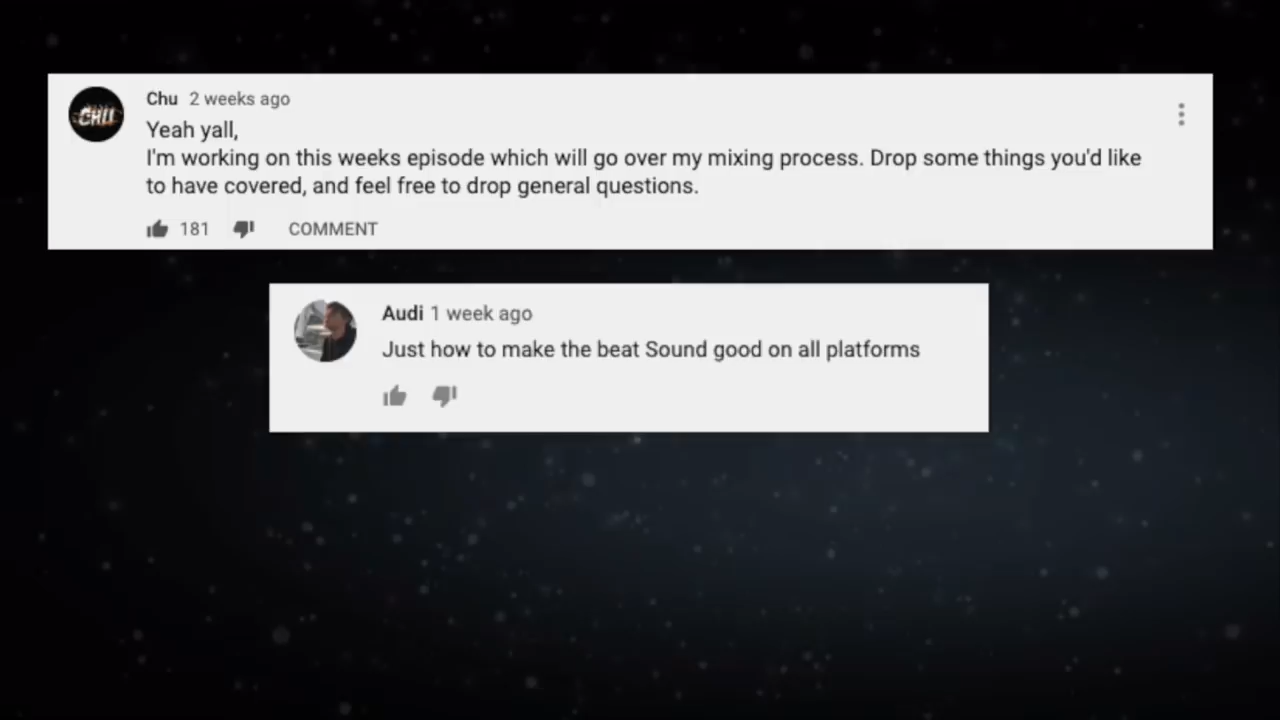 Chu 2 weeks ago
Yeah yall,
I'm working on this weeks episode which will go over my mixing process. Drop some things you'd like
to have covered, and feel free to drop general questions.
181 COMMENT
CHU
Audi 1 week ago
Just how to make the beat Sound good on all platforms